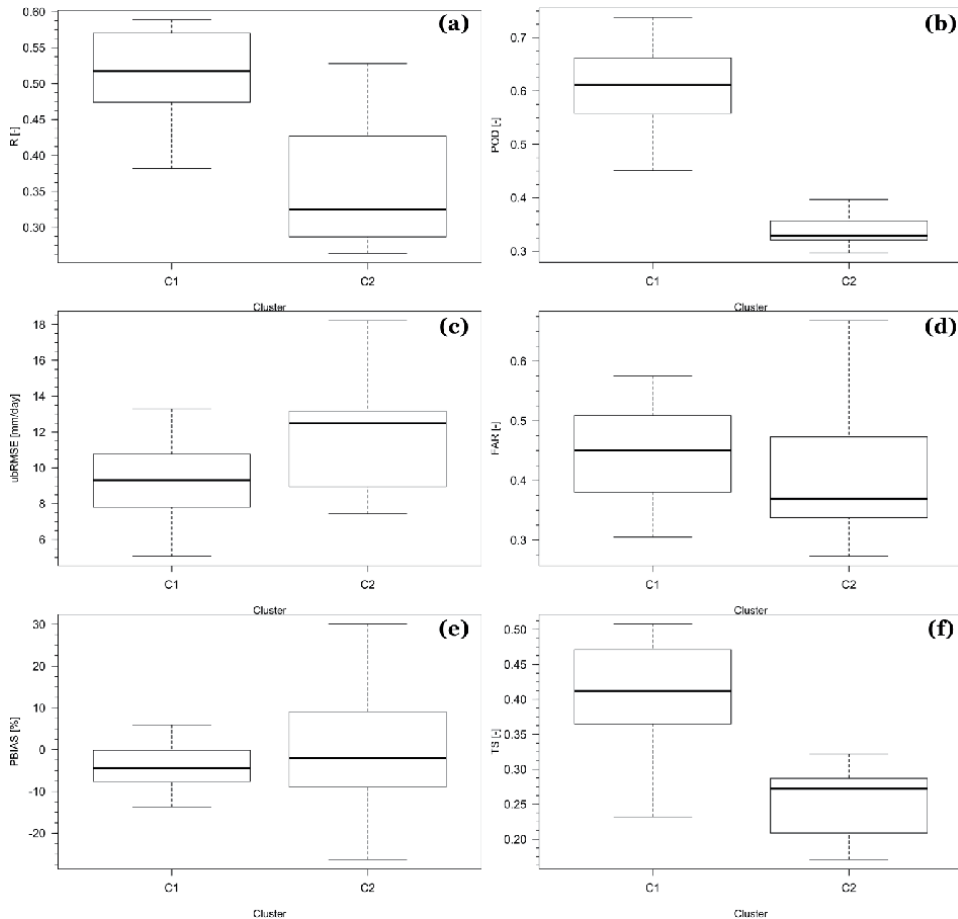 (a)
R [-]
0.60
0.55
0.50
0.45
0.40
0.35
0.30
C1
C2
Cluster
(b)
POD [-]
0.7
0.6
0.5
0.4
0.3
C1
C2
Cluster
(c)
ubRMSE [mm/day]
18
16
14
12
10
8
6
C1
C2
Cluster
(d)
FAR [-]
0.6
0.5
0.4
0.3
C1
C2
Cluster
(e)
PBIAS [%]
30
20
10
0
-10
-20
C1
C2
Cluster
(f)
TS [-]
0.50
0.45
0.40
0.35
0.30
0.25
0.20
C1
C2
Cluster